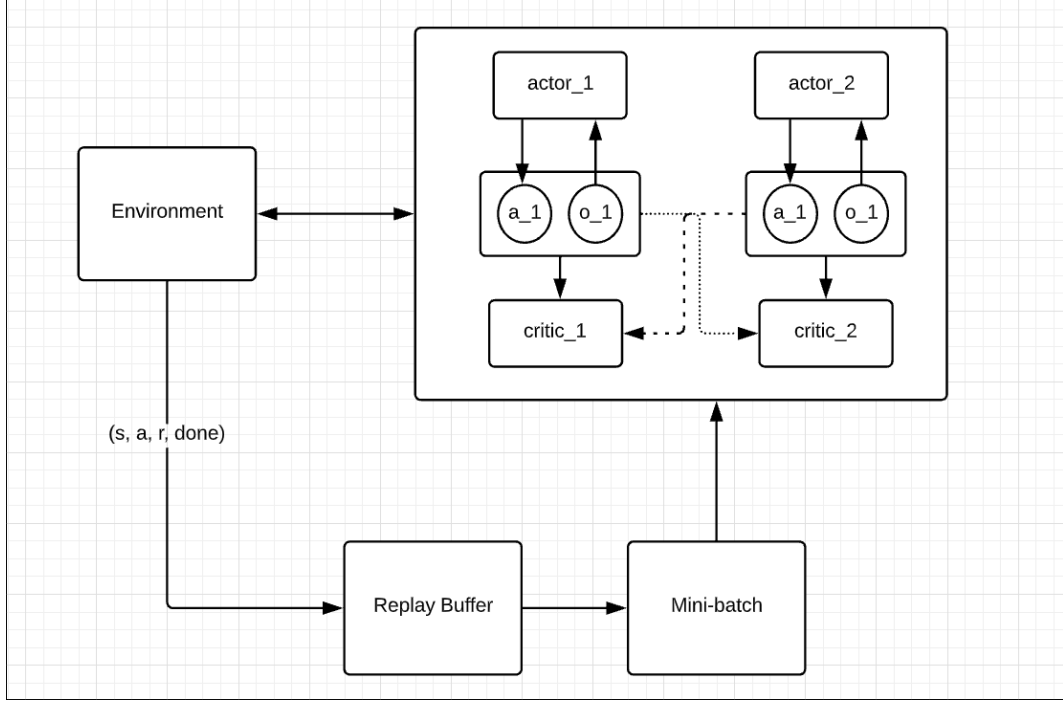 actor_1
actor_2
Environment
a_1
o_1
a_1
o_1
critic_1
critic_2
(s, a, r, done)
Replay Buffer
Mini-batch